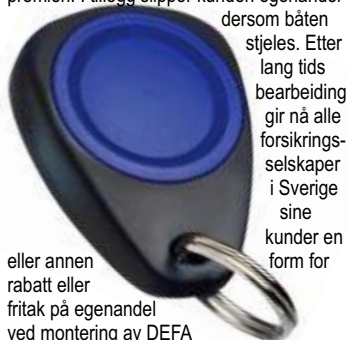 premien. I tillegg slipper kunden egenandel
dersom båten
stjeles. Etter
lang tids
bearbeiding
gir nå alle
forsikrings-
selskaper
i Sverige
sine
kunder en
form for
eller annen
rabatt eller
fritak på egenandel
ved montering av DEFA